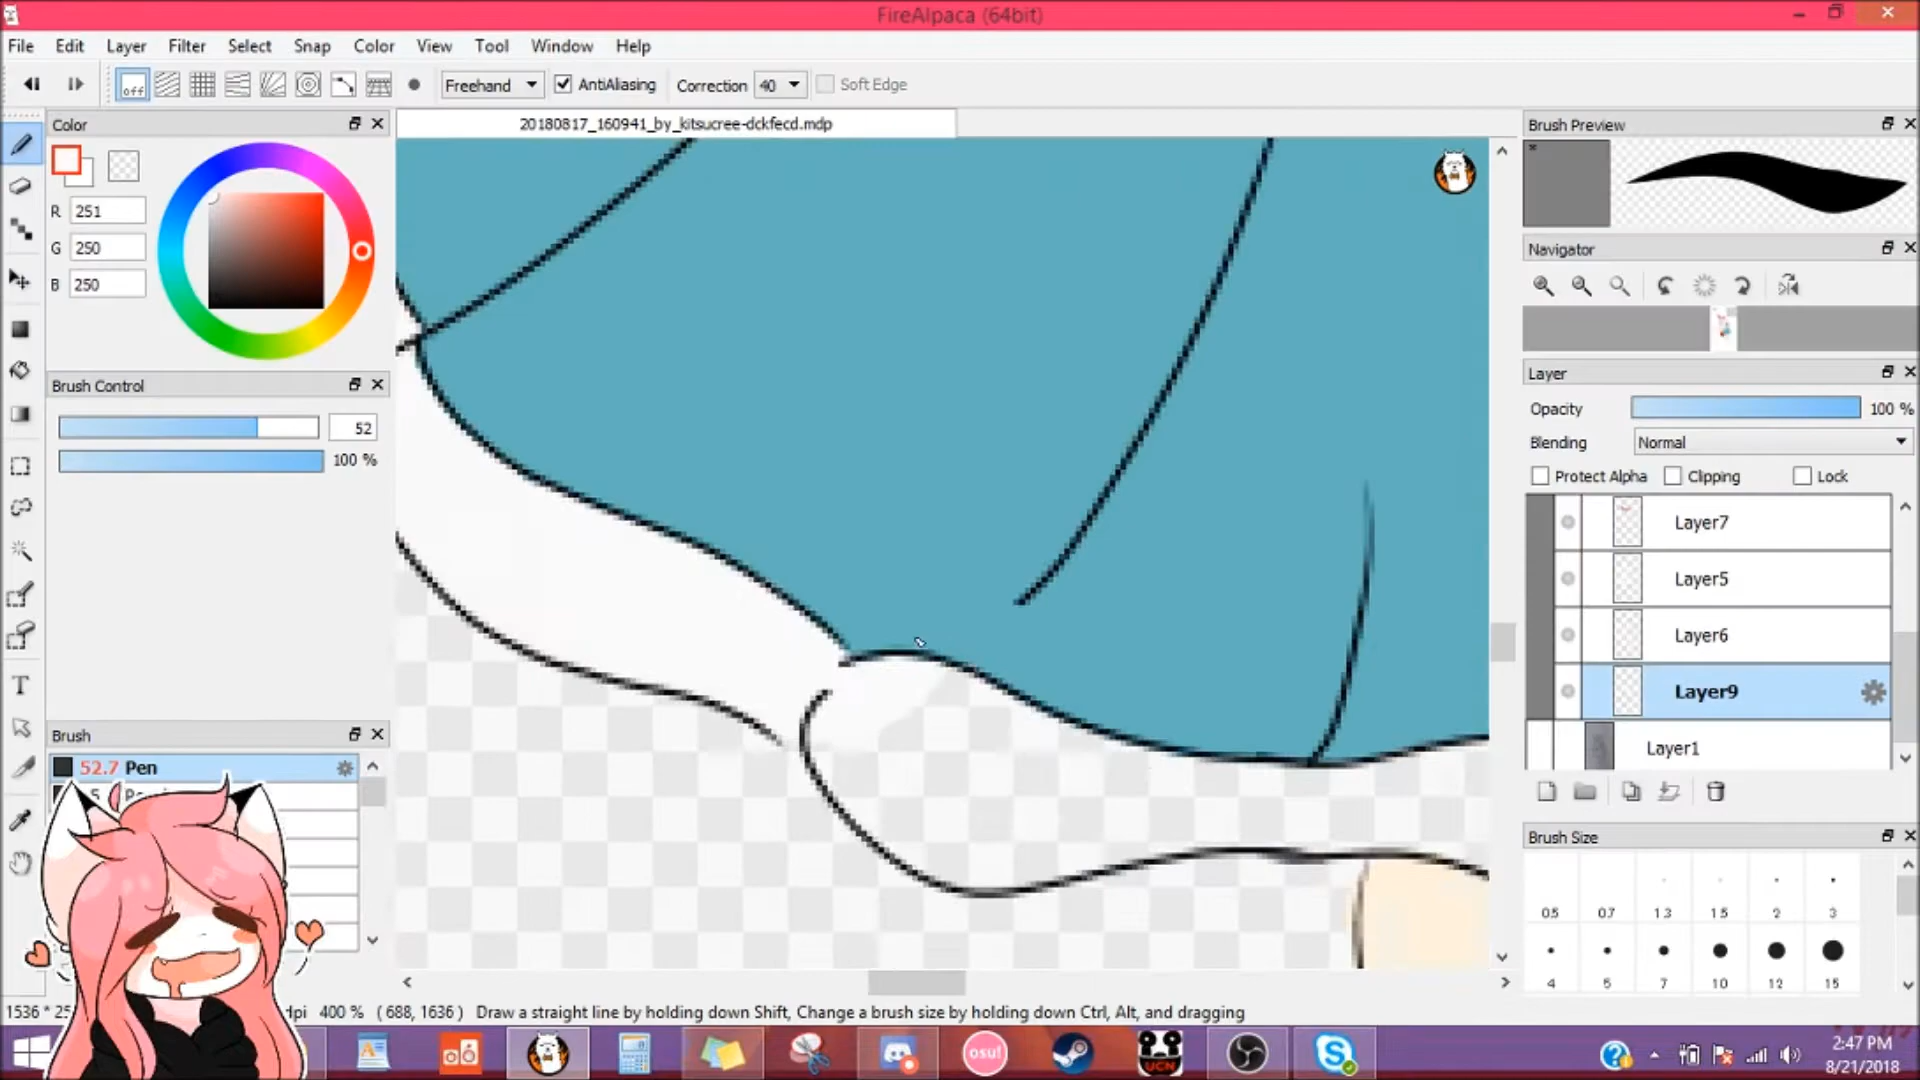 FireAlpaca (64bit)
File Edit Layer Filter Select Snap Color View Tool Window Help
off Freehand AntiAliasing Correction 40 Soft Edge
Color
20180817_160941_by_kitsucree-dckfecd.mdp
Brush Preview
R 251
G 250
B 250
Navigator
Layer
Opacity 100 %
Blending Normal
Protect Alpha Clipping Lock
Brush Control
52
100 %
Layer7
Layer5
Layer6
Layer9
Layer1
Brush
52.7 Pen
Brush Size
0.5 0.7 1.3 1.5 2 3
4 5 7 10 12 15
T
1536 * 25 dpi 400 % ( 688, 1636 ) Draw a straight line by holding down Shift, Change a brush size by holding down Ctrl, Alt, and dragging
osu!
UCN
2:47 PM
8/21/2018